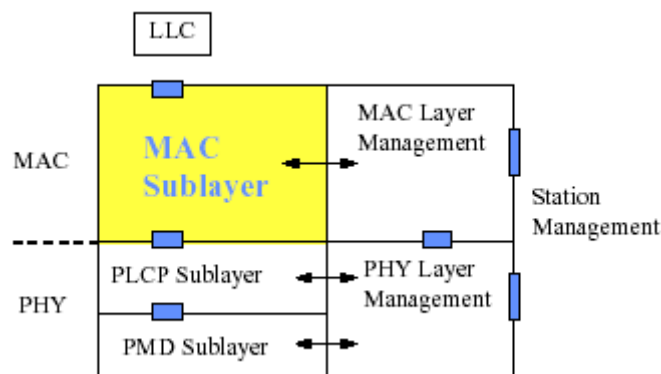 LLC
MAC
MAC
Sublayer
MAC Layer
Management
Station
Management
PHY
PLCP Sublayer
PHY Layer
Management
PMD Sublayer